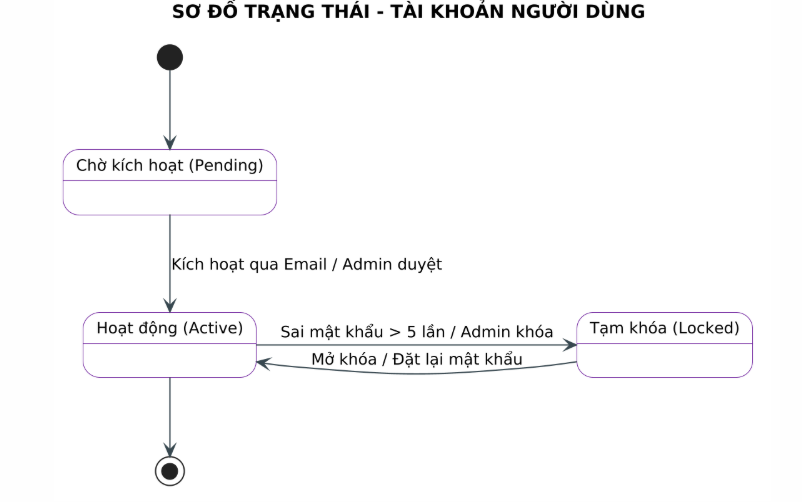 SƠ ĐỒ TRẠNG THÁI - TÀI KHOẢN NGƯỜI DÙNG
Chờ kích hoạt (Pending)
Kích hoạt qua Email / Admin duyệt
Hoạt động (Active)
Sai mật khẩu > 5 lần / Admin khóa
Tạm khóa (Locked)
Mở khóa / Đặt lại mật khẩu